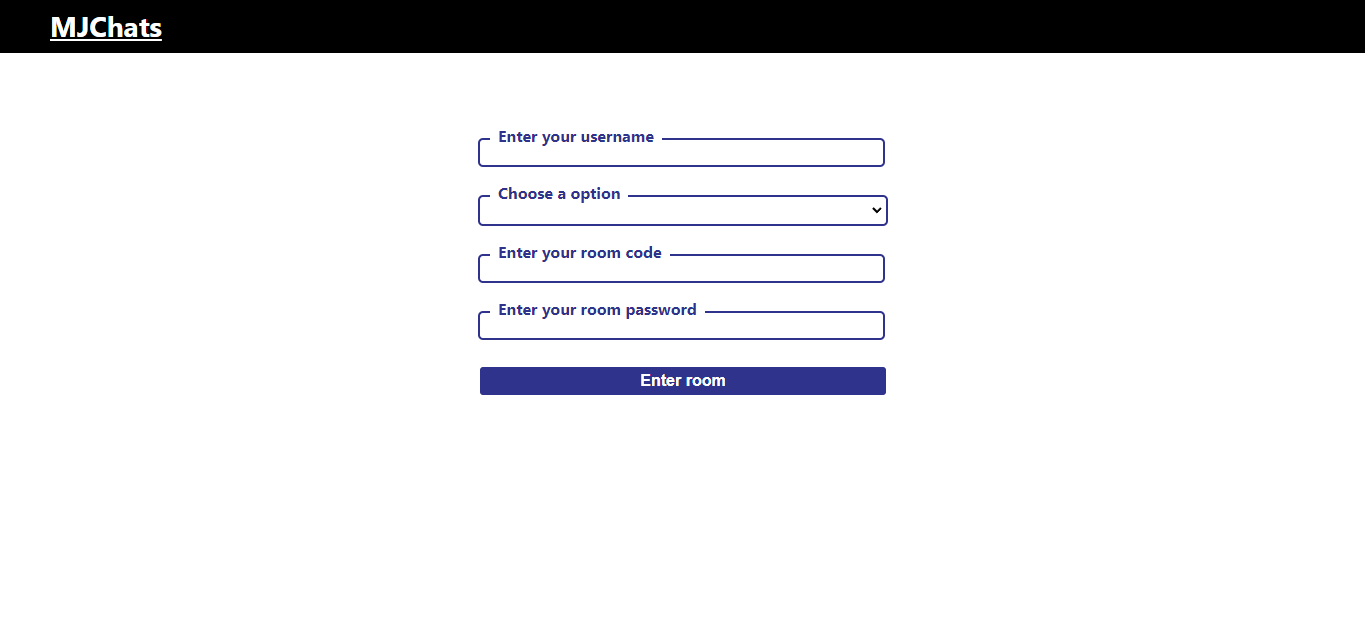 MJChats
Enter your username
Choose a option
Enter your room code
Enter your room password
Enter room